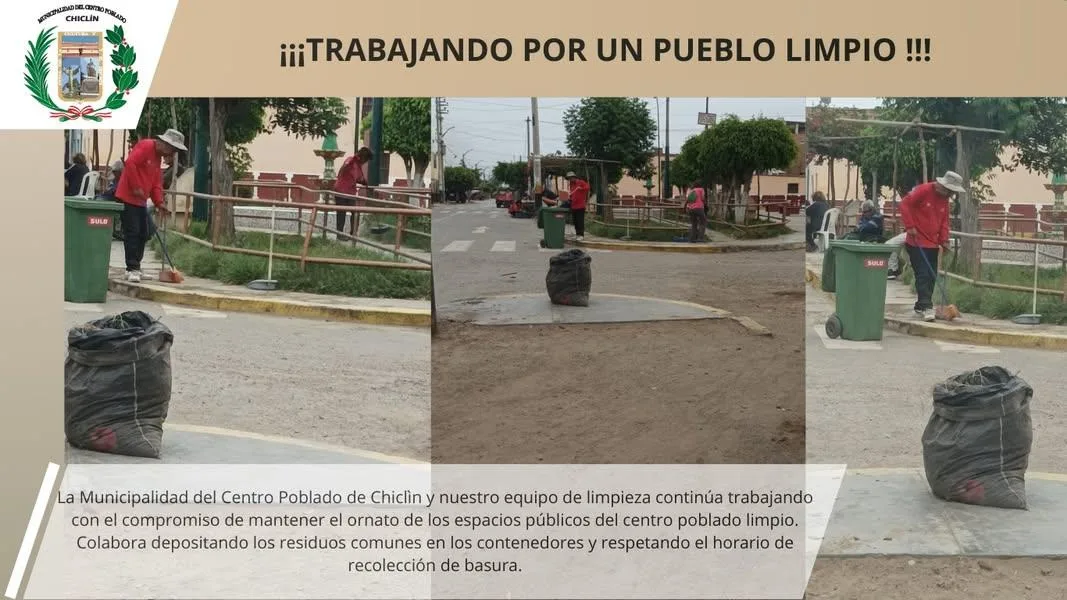 MUNICIPALIDAD DEL CENTRO POBLADO
CHICLÍN
¡¡¡TRABAJANDO POR UN PUEBLO LIMPIO !!!
SULO
SULO
La Municipalidad del Centro Poblado de Chiclìn y nuestro equipo de limpieza continúa trabajando
con el compromiso de mantener el ornato de los espacios públicos del centro poblado limpio.
Colabora depositando los residuos comunes en los contenedores y respetando el horario de
recolección de basura.